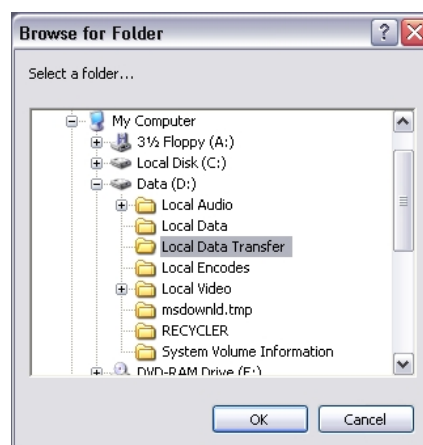 Browse for Folder
Select a folder...
My Computer
3½ Floppy (A:)
Local Disk (C:)
Data (D:)
Local Audio
Local Data
Local Data Transfer
Local Encodes
Local Video
msdownld.tmp
RECYCLER
System Volume Information
DVD-RAM Drive (E:)
OK Cancel